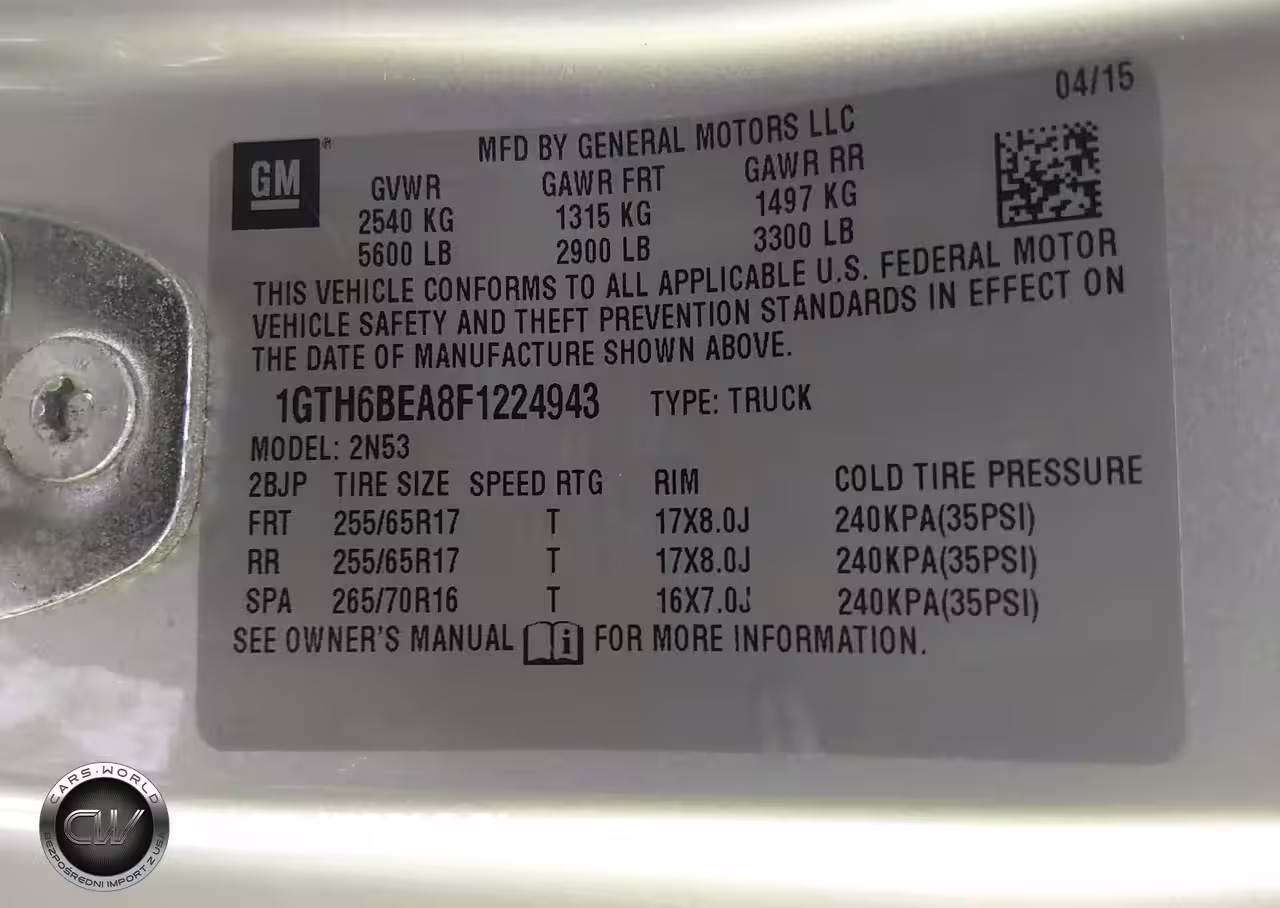 04/15
GM®
MFD BY GENERAL MOTORS LLC
GVWR GAWR FRT GAWR RR
2540 KG 1315 KG 1497 KG
5600 LB 2900 LB 3300 LB
THIS VEHICLE CONFORMS TO ALL APPLICABLE U.S. FEDERAL MOTOR
VEHICLE SAFETY AND THEFT PREVENTION STANDARDS IN EFFECT ON
THE DATE OF MANUFACTURE SHOWN ABOVE.
1GTH6BEA8F1224943 TYPE: TRUCK
MODEL: 2N53
2BJP TIRE SIZE SPEED RTG RIM COLD TIRE PRESSURE
FRT 255/65R17 T 17X8.0J 240KPA(35PSI)
RR 255/65R17 T 17X8.0J 240KPA(35PSI)
SPA 265/70R16 T 16X7.0J 240KPA(35PSI)
SEE OWNER'S MANUAL i FOR MORE INFORMATION.
CARS-WORLD
CW
BEZPOŚREDNI IMPORT Z USA